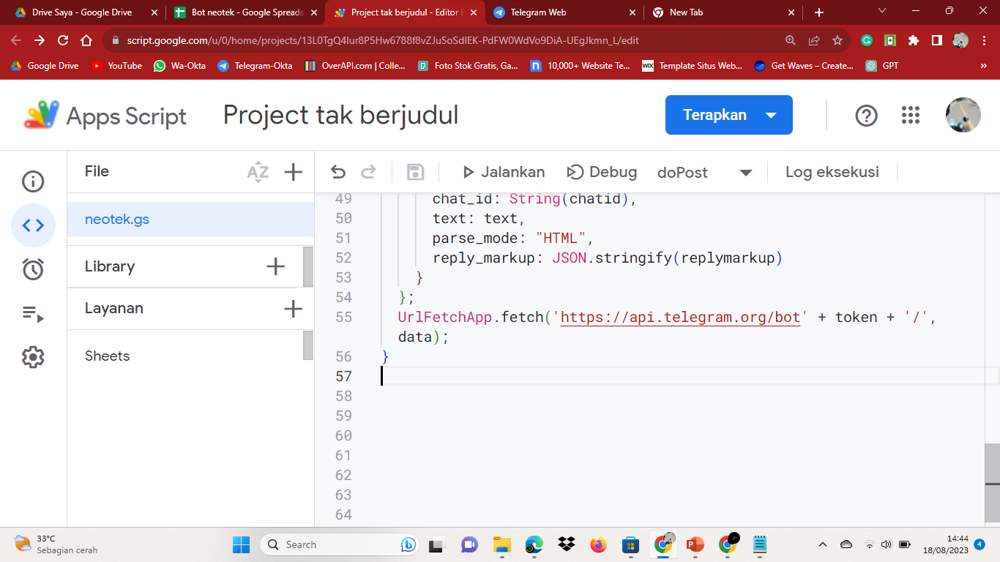 Drive Saya - Google Drive
Bot neotek - Google Spreads
Project tak berjudul - Editor P
Telegram Web
New Tab
script.google.com/u/0/home/projects/13L0TgQ4Iur8P5Hw6788f8vZJu5oSdIEK-PdFW0WdVo9DiA-UEgJkmn_L/edit
Google Drive
YouTube
Wa-Okta
Telegram-Okta
OverAPI.com | Colle...
Foto Stok Gratis, Ga...
10,000+ Website Te...
WIX Template Situs Web...
Get Waves – Create...
GPT
»
Apps Script
Project tak berjudul
Terapkan
File
AZ
Jalankan
Debug
doPost
Log eksekusi
neotek.gs
Library
Layanan
Sheets
49 chat_id: String(chatid),
50 text: text,
51 parse_mode: "HTML",
52 reply_markup: JSON.stringify(replymarkup)
53 }
54 };
55 UrlFetchApp.fetch('https://api.telegram.org/bot' + token + '/',
data);
56 }
57
58
59
60
61
62
63
64
33°C
Sebagian cerah
Search
14:44
18/08/2023
4